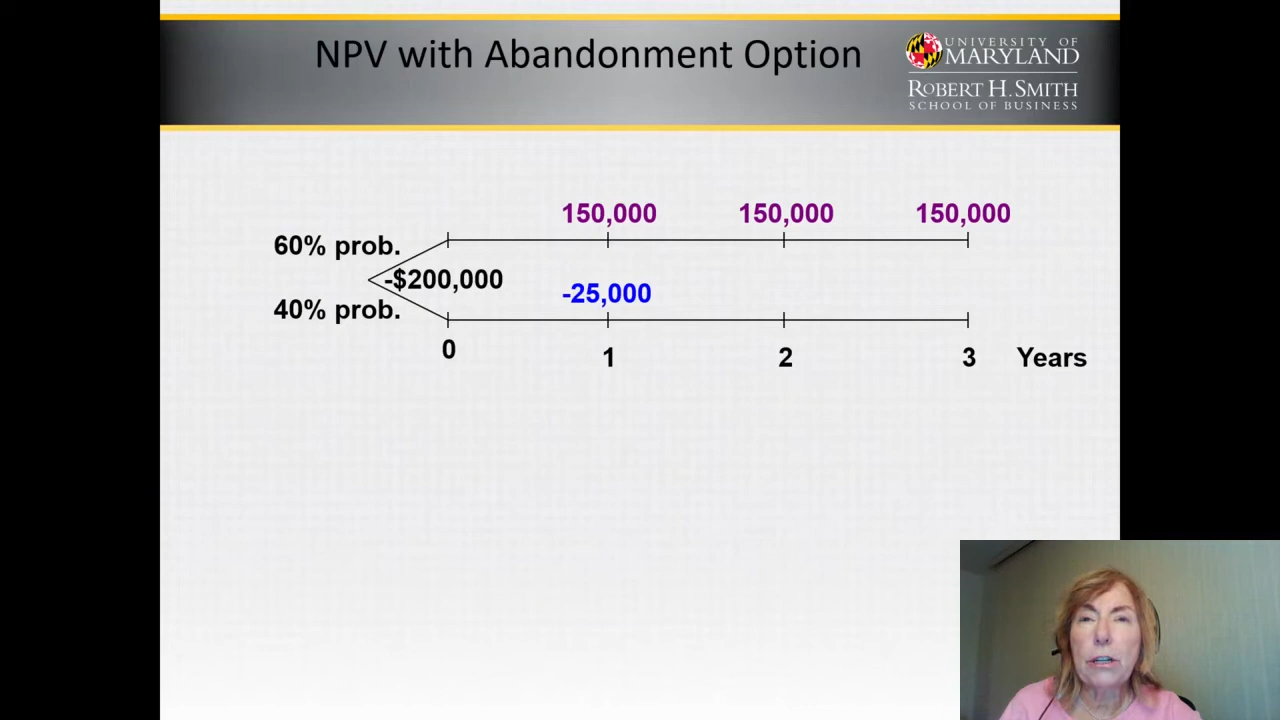 NPV with Abandonment Option
UNIVERSITY OF
MARYLAND
ROBERT H. SMITH
SCHOOL OF BUSINESS
150,000 150,000 150,000
60% prob.
-$200,000
-25,000
40% prob.
0 1 2 3 Years